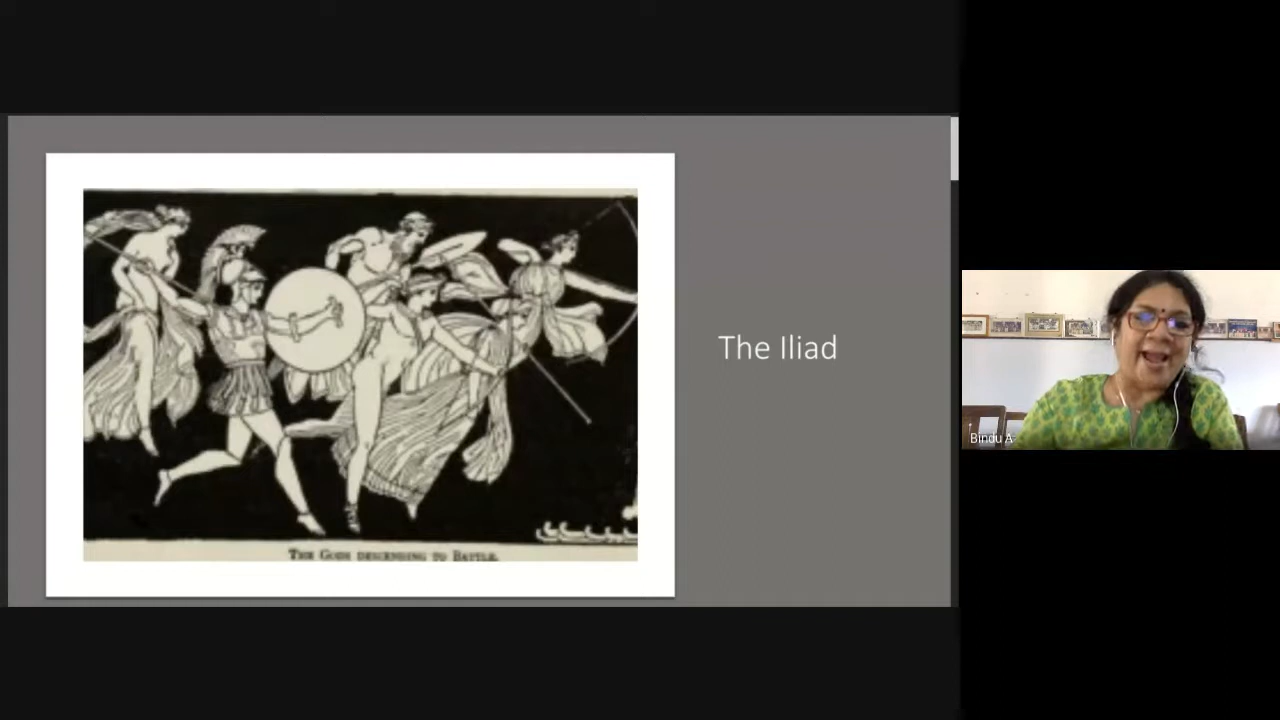 The Iliad
THE GODS DESCENDING TO BATTLE.
Bindu A